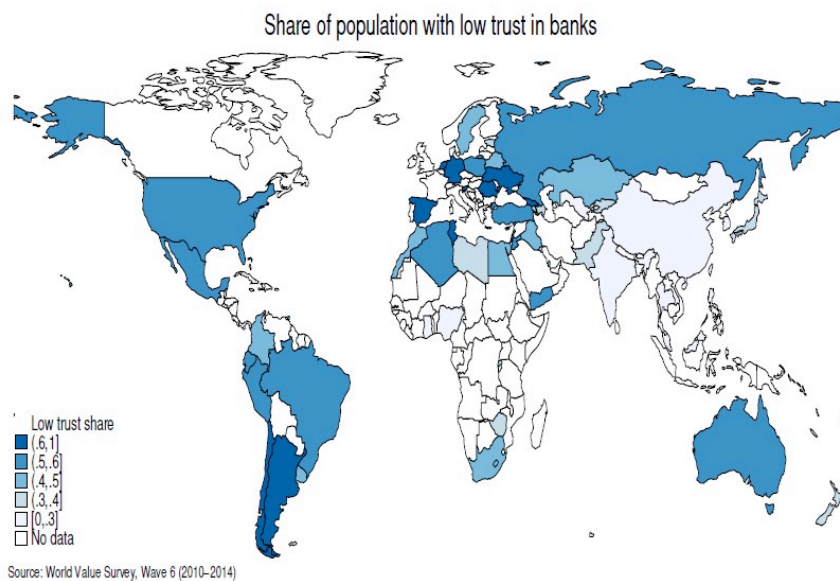 Share of population with low trust in banks
Low trust share
(.6,1]
(.5,.6]
(.4,.5]
(.3,.4]
[0,.3]
No data
Source: World Value Survey, Wave 6 (2010–2014)